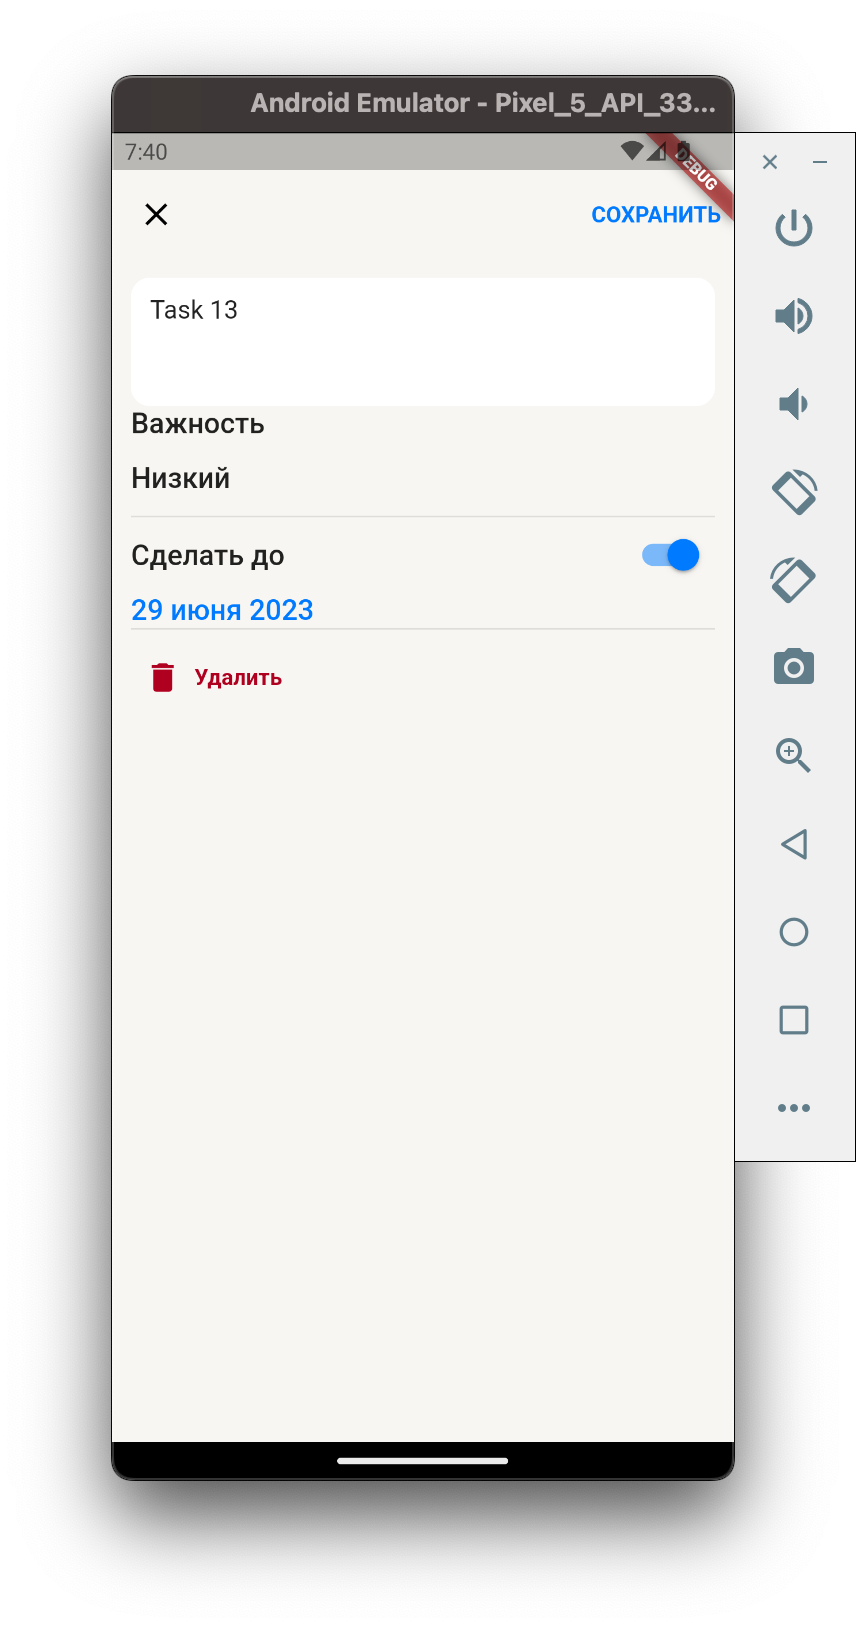 Android Emulator - Pixel_5_API_33...
7:40
DEBUG
СОХРАНИТЬ
Task 13
Важность
Низкий
Сделать до
29 июня 2023
Удалить